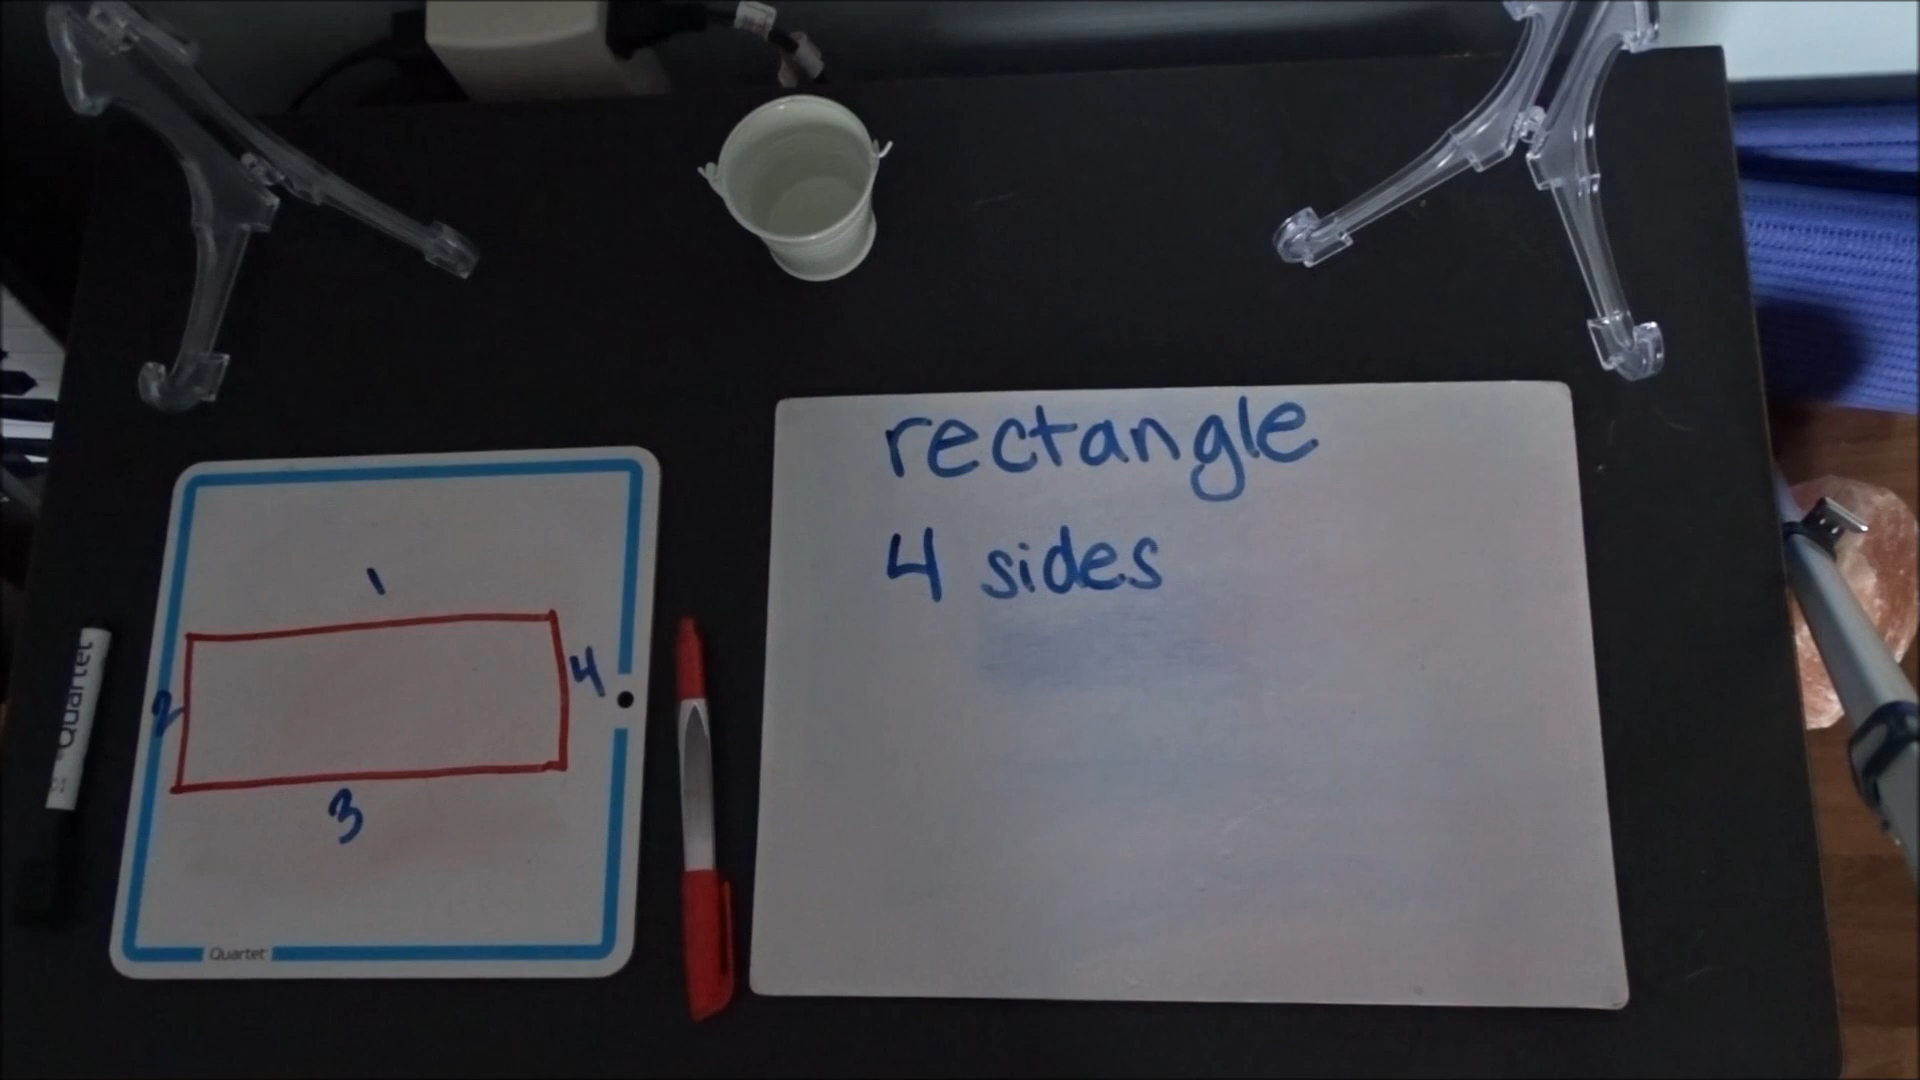 1
4
2
3
Quartet
Quartet
rectangle
4 sides